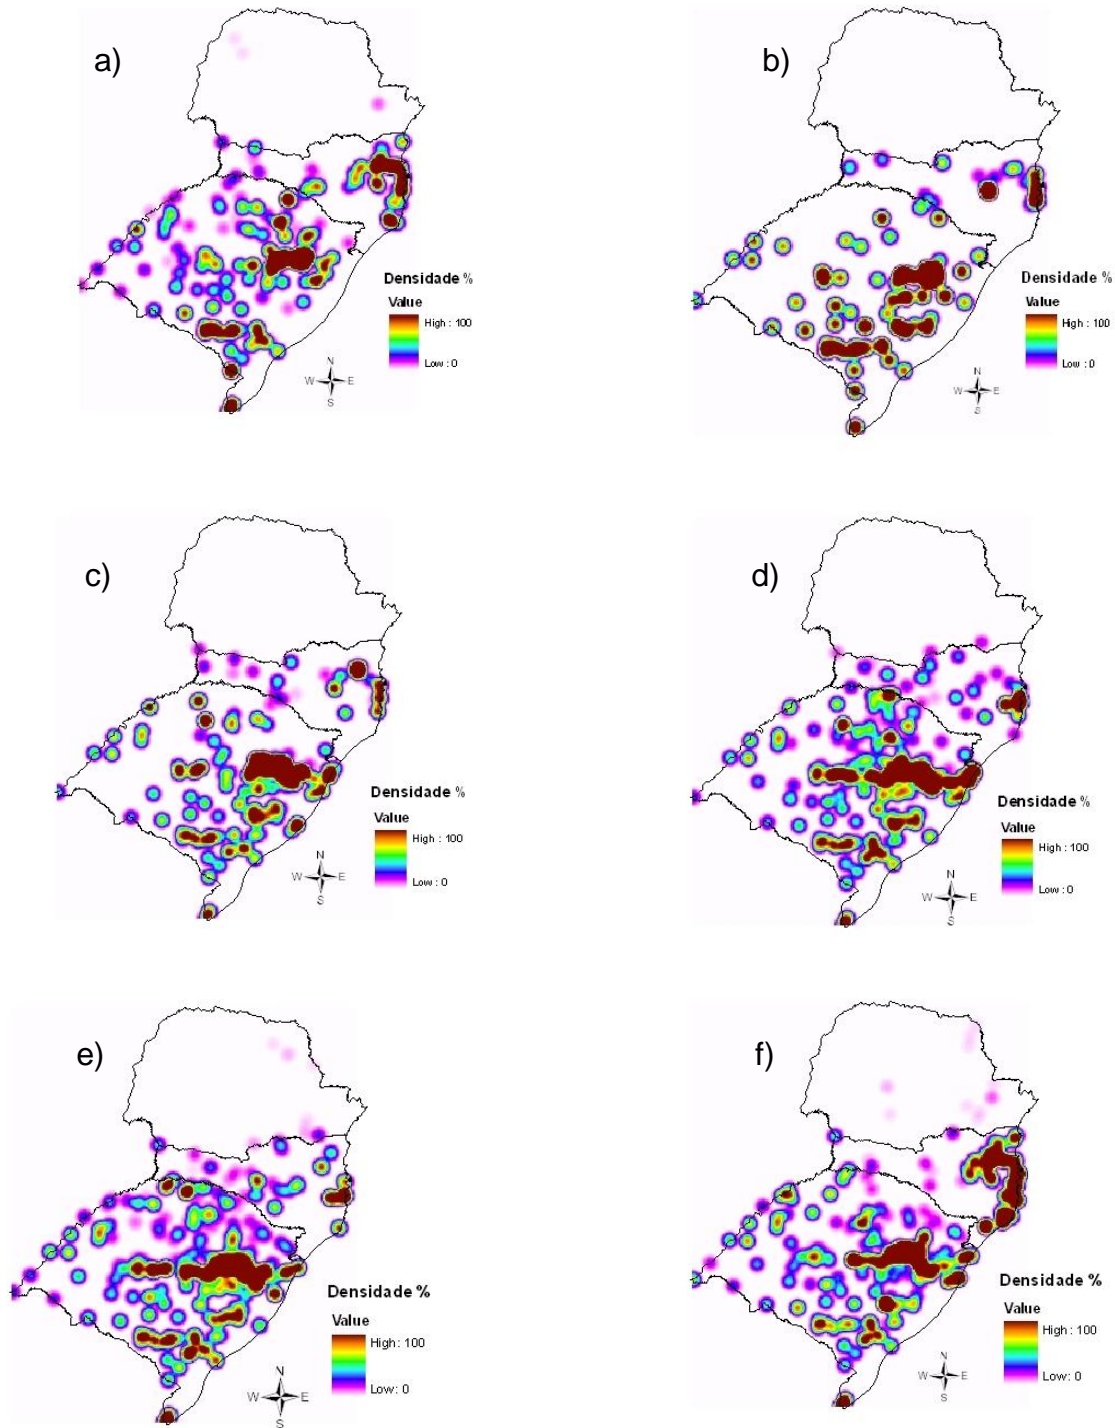 a)
Densidade %
Value
High : 100
Low : 0
N
W E
S
b)
Densidade %
Value
High : 100
Low : 0
N
W E
S
c)
Densidade %
Value
High : 100
Low : 0
N
W E
S
d)
Densidade %
Value
High : 100
Low : 0
N
W E
S
e)
Densidade %
Value
High : 100
Low : 0
N
W E
S
f)
Densidade %
Value
High : 100
Low : 0
N
W E
S